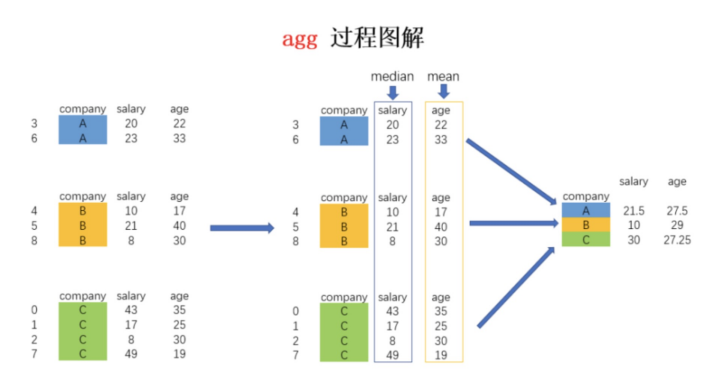 agg 过程图解
median mean
company salary age
3 A 20 22
6 A 23 33
company salary age
4 B 10 17
5 B 21 40
8 B 8 30
company salary age
0 C 43 35
1 C 17 25
2 C 8 30
7 C 49 19
company salary age
3 A 20 22
6 A 23 33
company salary age
4 B 10 17
5 B 21 40
8 B 8 30
company salary age
0 C 43 35
1 C 17 25
2 C 8 30
7 C 49 19
salary age
company
A 21.5 27.5
B 10 29
C 30 27.25